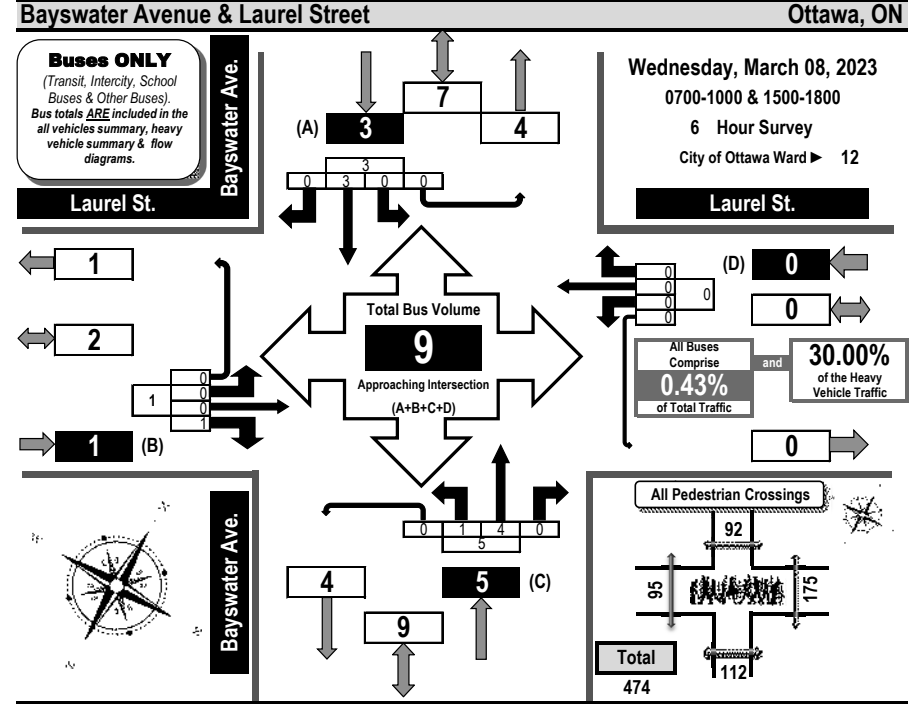 Bayswater Avenue & Laurel Street
Ottawa, ON
Buses ONLY
(Transit, Intercity, School
Buses & Other Buses).
Bus totals ARE included in the
all vehicles summary, heavy
vehicle summary & flow
diagrams.
Bayswater Ave.
Laurel St.
7
(A) 3
4
3
0 3 0 0
Wednesday, March 08, 2023
0700-1000 & 1500-1800
6 Hour Survey
City of Ottawa Ward ► 12
Laurel St.
1
2
1
0
0
0
1
1 (B)
Total Bus Volume
9
Approaching Intersection
(A+B+C+D)
(D) 0
0
0
0
0
0
0
All Buses
Comprise
0.43%
of Total Traffic
and
30.00%
of the Heavy
Vehicle Traffic
0
Bayswater Ave.
0 1 4 0
5
4
5 (C)
9
All Pedestrian Crossings
92
95
175
112
Total
474